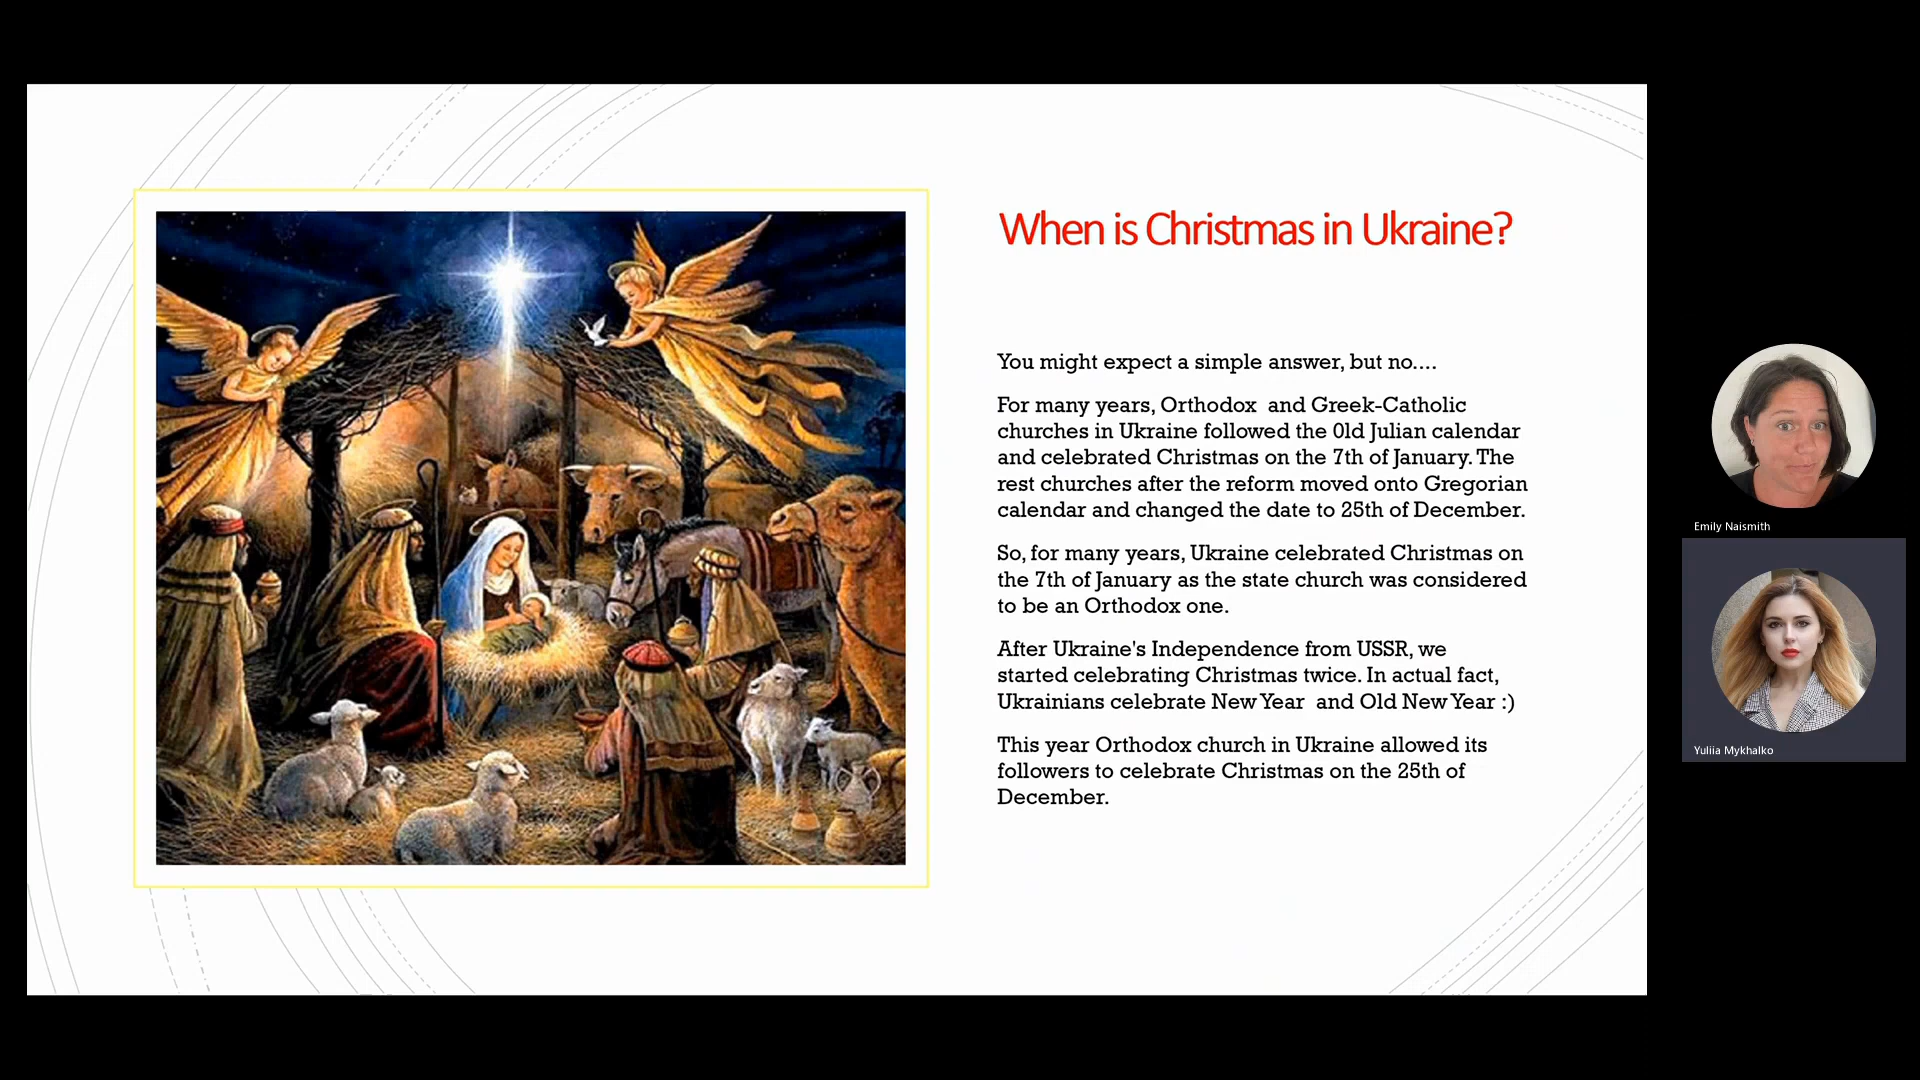 When is Christmas in Ukraine?
You might expect a simple answer, but no....
For many years, Orthodox  and Greek-Catholic
churches in Ukraine followed the 0ld Julian calendar
and celebrated Christmas on the 7th of January. The
rest churches after the reform moved onto Gregorian
calendar and changed the date to 25th of December.
So, for many years, Ukraine celebrated Christmas on
the 7th of January as the state church was considered
to be an Orthodox one.
After Ukraine's Independence from USSR, we
started celebrating Christmas twice. In actual fact,
Ukrainians celebrate New Year  and Old New Year :)
This year Orthodox church in Ukraine allowed its
followers to celebrate Christmas on the 25th of
December.
Emily Naismith
Yuliia Mykhalko